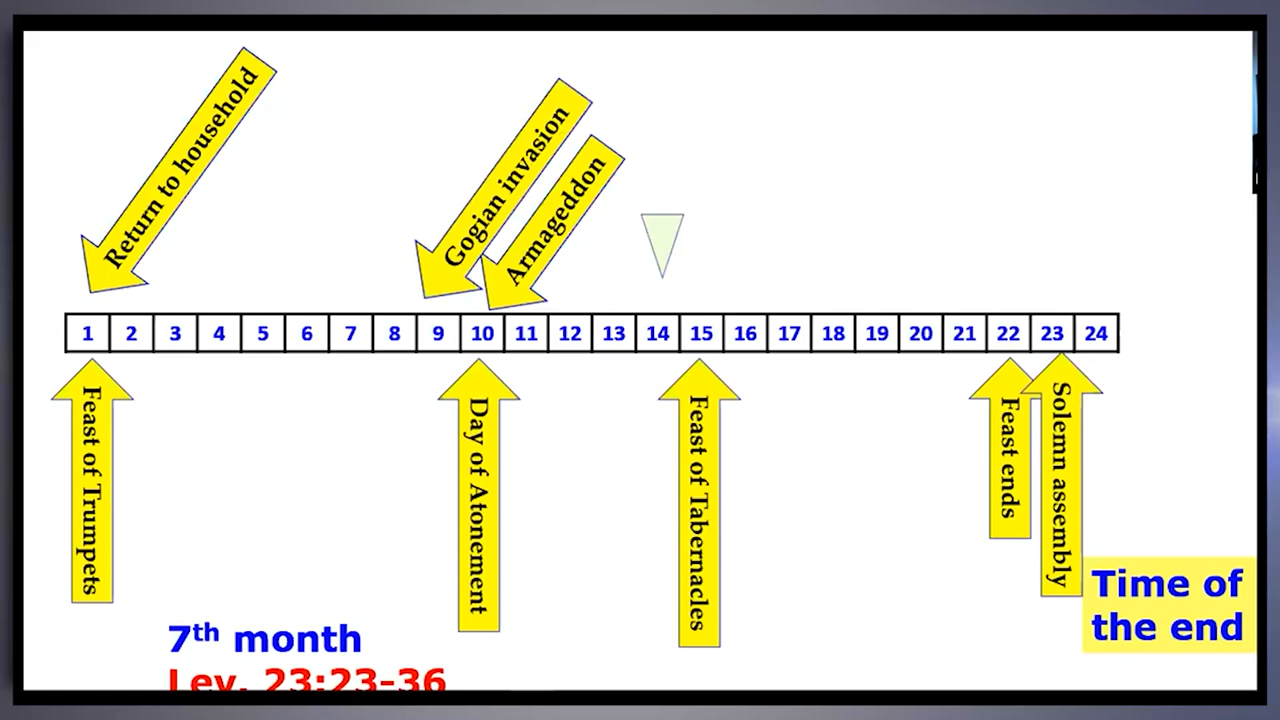 Return to household
Gogian invasion
Armageddon
1 2 3 4 5 6 7 8 9 10 11 12 13 14 15 16 17 18 19 20 21 22 23 24
Feast of Trumpets
Day of Atonement
Feast of Tabernacles
Feast ends
Solemn assembly
Time of
the end
7th month
Lev. 23:23-36